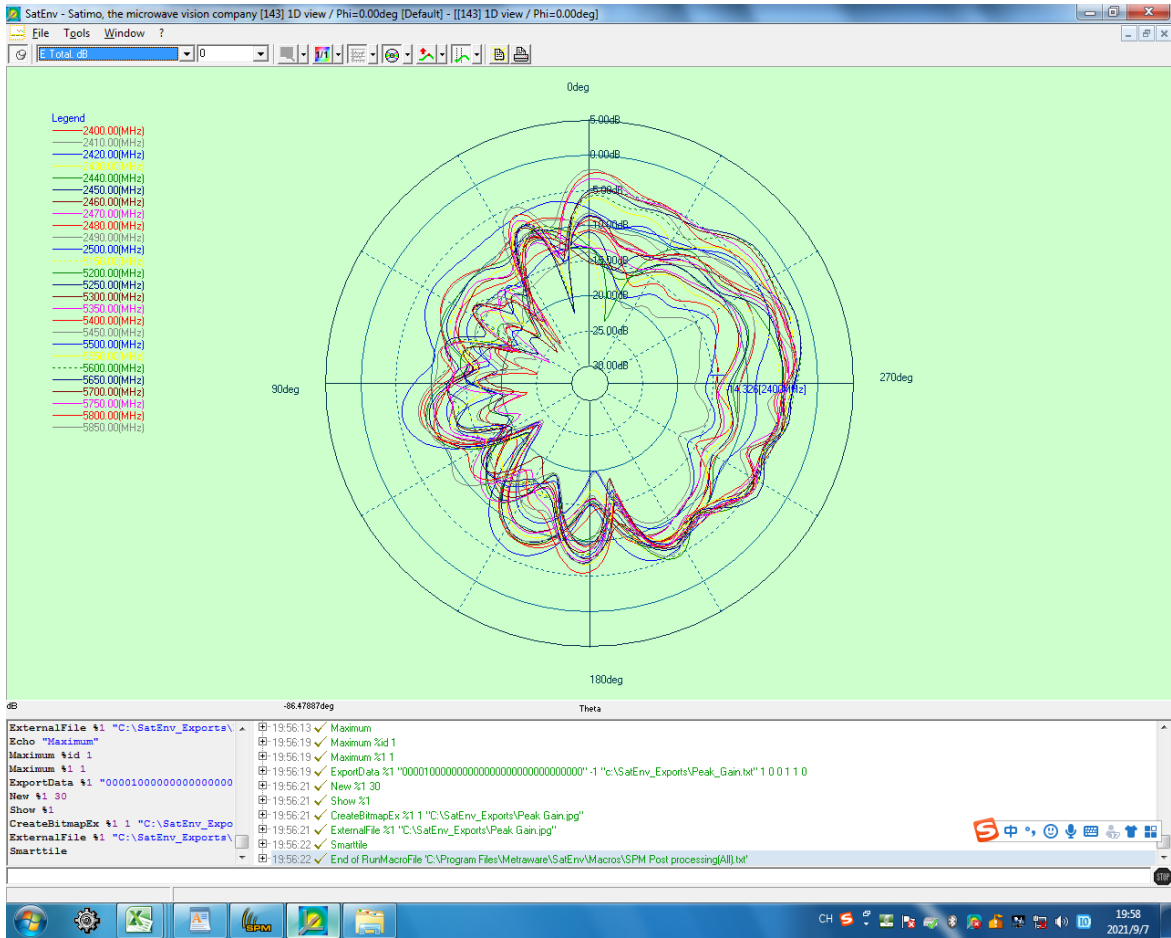 SatEnv - Satimo, the microwave vision company [143] 1D view / Phi=0.00deg [Default] - [[143] 1D view / Phi=0.00deg]
File Tools Window ?
E Total. dB 0 1/1
0deg
Legend
2400.00(MHz)
2410.00(MHz)
2420.00(MHz)
2440.00(MHz)
2450.00(MHz)
2460.00(MHz)
2470.00(MHz)
2480.00(MHz)
2490.00(MHz)
2500.00(MHz)
5200.00(MHz)
5250.00(MHz)
5300.00(MHz)
5350.00(MHz)
5400.00(MHz)
5450.00(MHz)
5500.00(MHz)
5600.00(MHz)
5650.00(MHz)
5700.00(MHz)
5750.00(MHz)
5800.00(MHz)
5850.00(MHz)
5.00dB
0.00dB
-5.00dB
-10.00dB
-15.00dB
-20.00dB
-25.00dB
-30.00dB
90deg
270deg
-14.326[2400MHz]
180deg
dB -86.47887deg Theta
ExternalFile %1 "C:\SatEnv_Exports\
Echo "Maximum"
Maximum %id 1
Maximum %1 1
ExportData %1 "00001000000000000000
New %1 30
Show %1
CreateBitmapEx %1 1 "C:\SatEnv_Expo
ExternalFile %1 "C:\SatEnv_Exports\
Smarttile
19:56:13 Maximum
19:56:19 Maximum %id 1
19:56:19 Maximum %1 1
19:56:19 ExportData %1 "00001000000000000000000000000000" -1 "c:\SatEnv_Exports\Peak_Gain.txt" 1 0 0 1 1 0
19:56:21 New %1 30
19:56:21 Show %1
19:56:21 CreateBitmapEx %1 1 "C:\SatEnv_Exports\Peak Gain.jpg"
19:56:21 ExternalFile %1 "C:\SatEnv_Exports\Peak Gain.jpg"
19:56:22 Smarttile
19:56:22 End of RunMacroFile 'C:\Program Files\Metraware\SatEnv\Macros\SPM Post processing(All).txt'
中
STOP
SPM
CH
19:58
2021/9/7